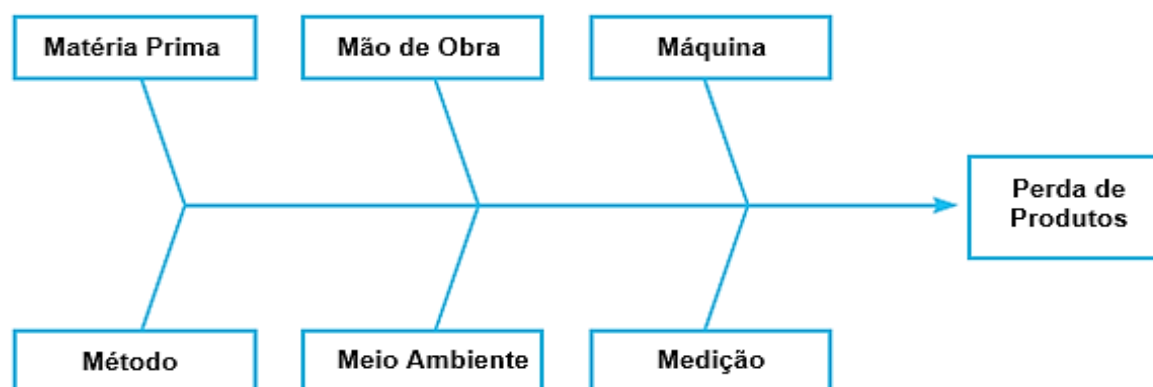 Matéria Prima
Mão de Obra
Máquina
Perda de
Produtos
Método
Meio Ambiente
Medição